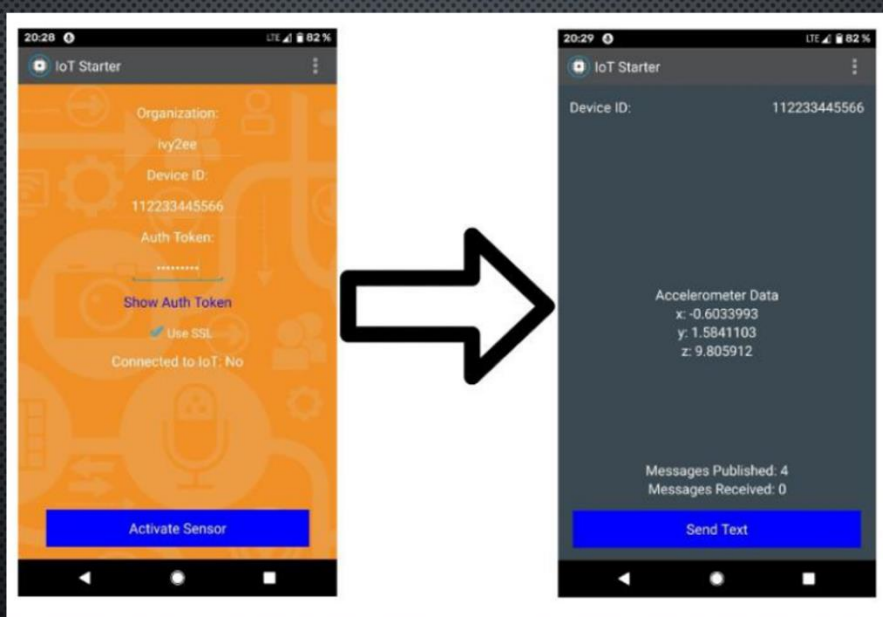 20:28 LTE 82 %
IoT Starter
Organization:
ivy2ee
Device ID:
112233445566
Auth Token:
·········
Show Auth Token
Use SSL
Connected to IoT: No
Activate Sensor
20:29 LTE 82 %
IoT Starter
Device ID: 112233445566
Accelerometer Data
x: -0.6033993
y: 1.5841103
z: 9.805912
Messages Published: 4
Messages Received: 0
Send Text